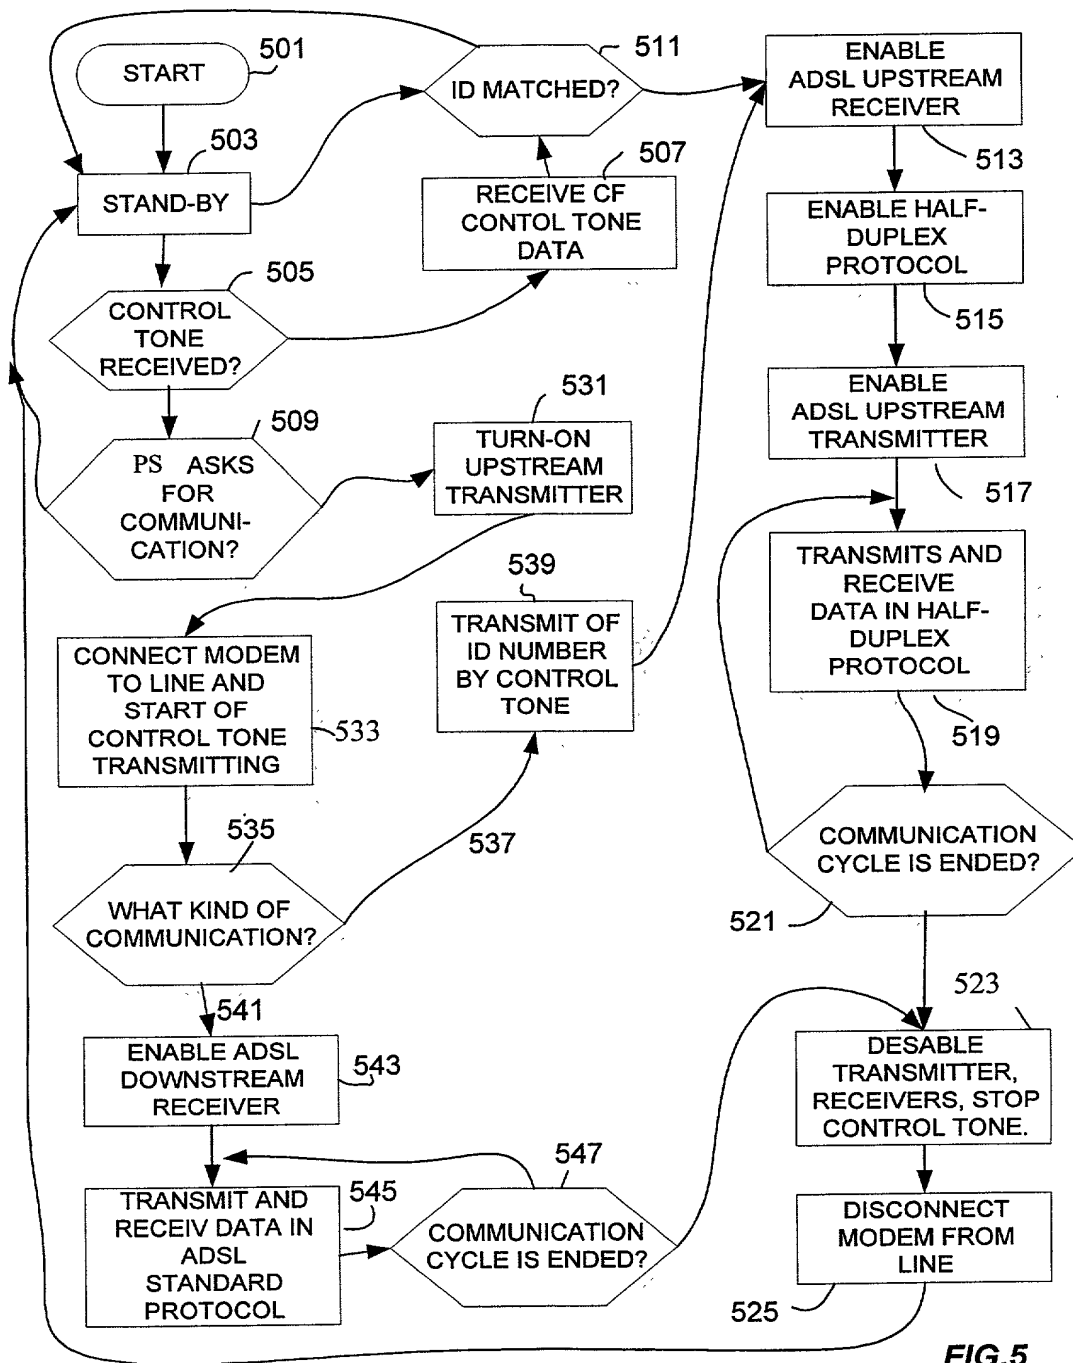 START
501
503
STAND-BY
505
CONTROL
TONE
RECEIVED?
509
PS ASKS
FOR
COMMUNI-
CATION?
511
ID MATCHED?
507
RECEIVE CF
CONTOL TONE
DATA
531
TURN-ON
UPSTREAM
TRANSMITTER
CONNECT MODEM
TO LINE AND
START OF
CONTROL TONE
TRANSMITTING
533
535
WHAT KIND OF
COMMUNICATION?
537
539
TRANSMIT OF
ID NUMBER
BY CONTROL
TONE
541
ENABLE ADSL
DOWNSTREAM
RECEIVER
543
TRANSMIT AND
RECEIV DATA IN
ADSL
STANDARD
PROTOCOL
545
547
COMMUNICATION
CYCLE IS ENDED?
ENABLE
ADSL UPSTREAM
RECEIVER
513
ENABLE HALF-
DUPLEX
PROTOCOL
515
ENABLE
ADSL UPSTREAM
TRANSMITTER
517
TRANSMITS AND
RECEIVE
DATA IN HALF-
DUPLEX
PROTOCOL
519
COMMUNICATION
CYCLE IS ENDED?
521
523
DESABLE
TRANSMITTER,
RECEIVERS, STOP
CONTROL TONE.
DISCONNECT
MODEM FROM
LINE
525
FIG.5